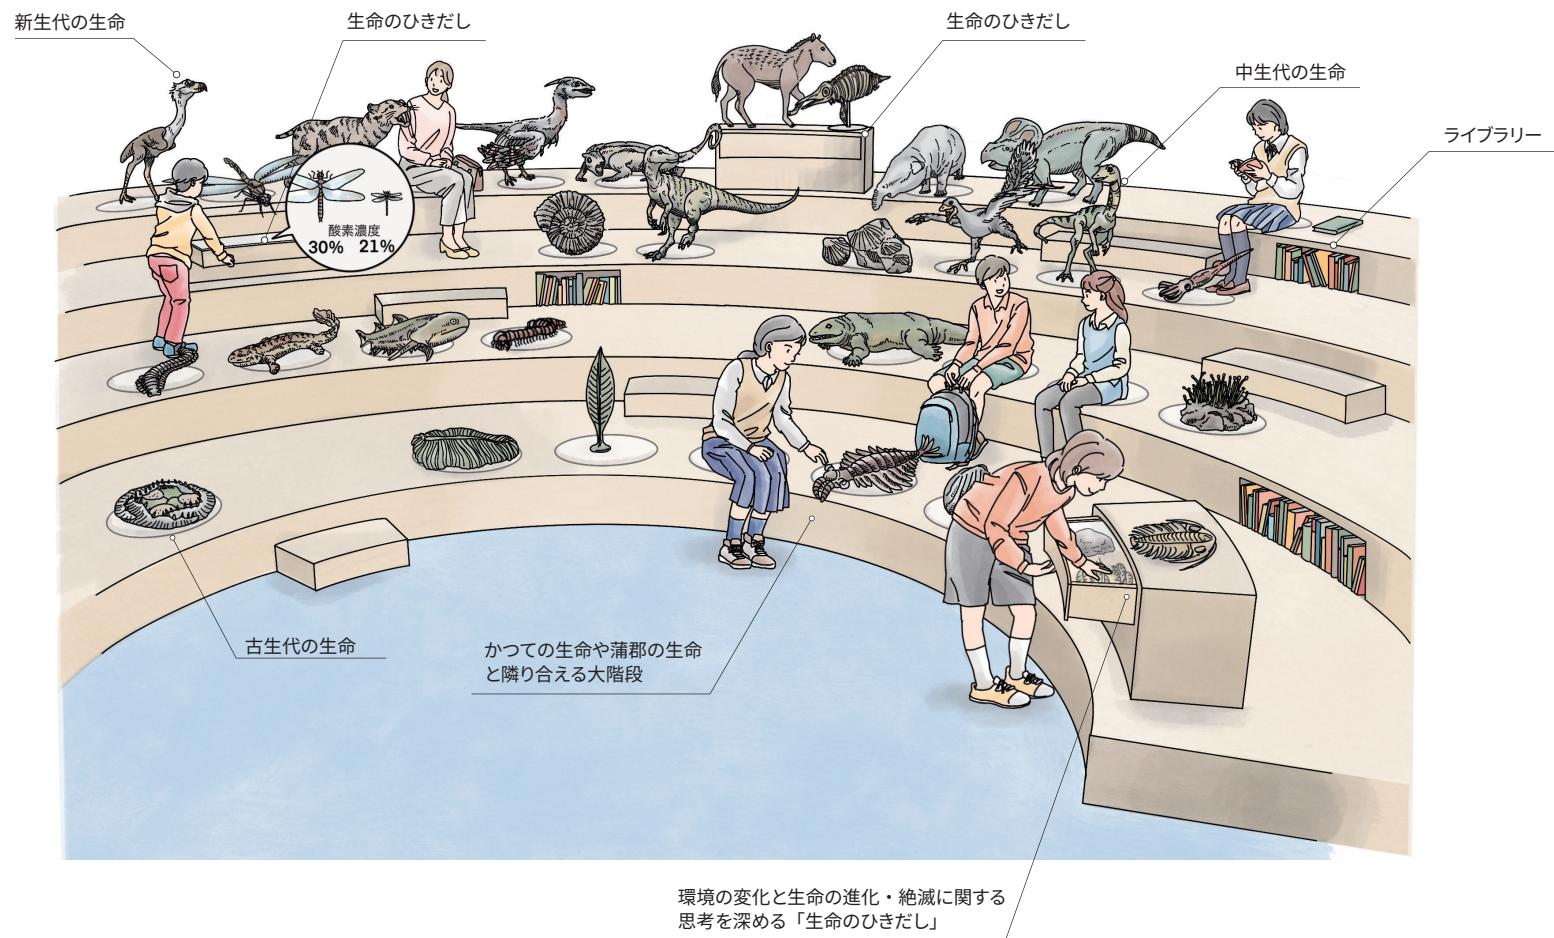 新生代の生命
生命のひきだし
生命のひきだし
中生代の生命
ライブラリー
酸素濃度
30% 21%
古生代の生命
かつての生命や蒲郡の生命
と隣り合える大階段
環境の変化と生命の進化・絶滅に関する
思考を深める「生命のひきだし」